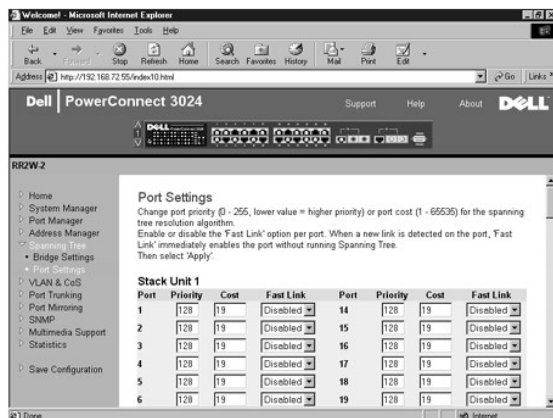 Welcome! - Microsoft Internet Explorer
File Edit View Favorites Tools Help
Back Forward Stop Refresh Home Search Favorites History Mail Print Edit
Address http://192.168.72.55/index10.html Go Links »
Dell PowerConnect 3024 Support Help About DELL
DELL
1
RR2W-2
Home
System Manager
Port Manager
Address Manager
Spanning Tree
Bridge Settings
Port Settings
VLAN & CoS
Port Trunking
Port Mirroring
SNMP
Multimedia Support
Statistics
Save Configuration
Port Settings
Change port priority (0 - 255, lower value = higher priority) or port cost (1 - 65535) for the spanning
tree resolution algorithm.
Enable or disable the 'Fast Link' option per port. When a new link is detected on the port, 'Fast
Link' immediately enables the port without running Spanning Tree.
Then select 'Apply'.
Stack Unit 1
Port Priority Cost Fast Link Port Priority Cost Fast Link
1 128 19 Disabled 14 128 19 Disabled
2 128 19 Disabled 15 128 19 Disabled
3 128 19 Disabled 16 128 19 Disabled
4 128 19 Disabled 17 128 19 Disabled
5 128 19 Disabled 18 128 19 Disabled
6 128 19 Disabled 19 128 19 Disabled
Done Internet